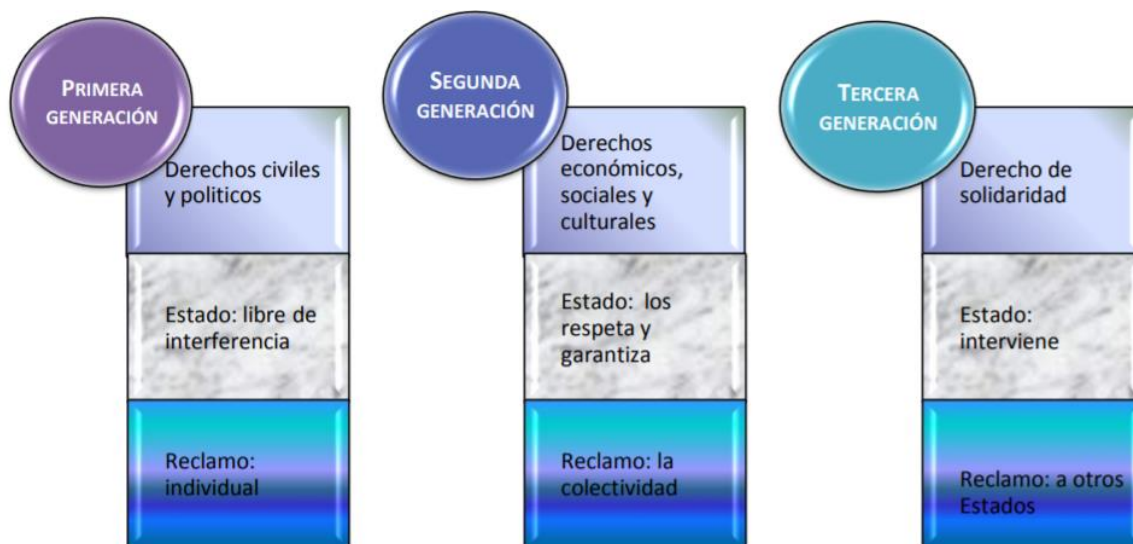 PRIMERA
GENERACIÓN
Derechos civiles
y politicos
Estado: libre de
interferencia
Reclamo:
individual
SEGUNDA
GENERACIÓN
Derechos
económicos,
sociales y
culturales
Estado: los
respeta y
garantiza
Reclamo: la
colectividad
TERCERA
GENERACIÓN
Derecho de
solidaridad
Estado:
interviene
Reclamo: a otros
Estados